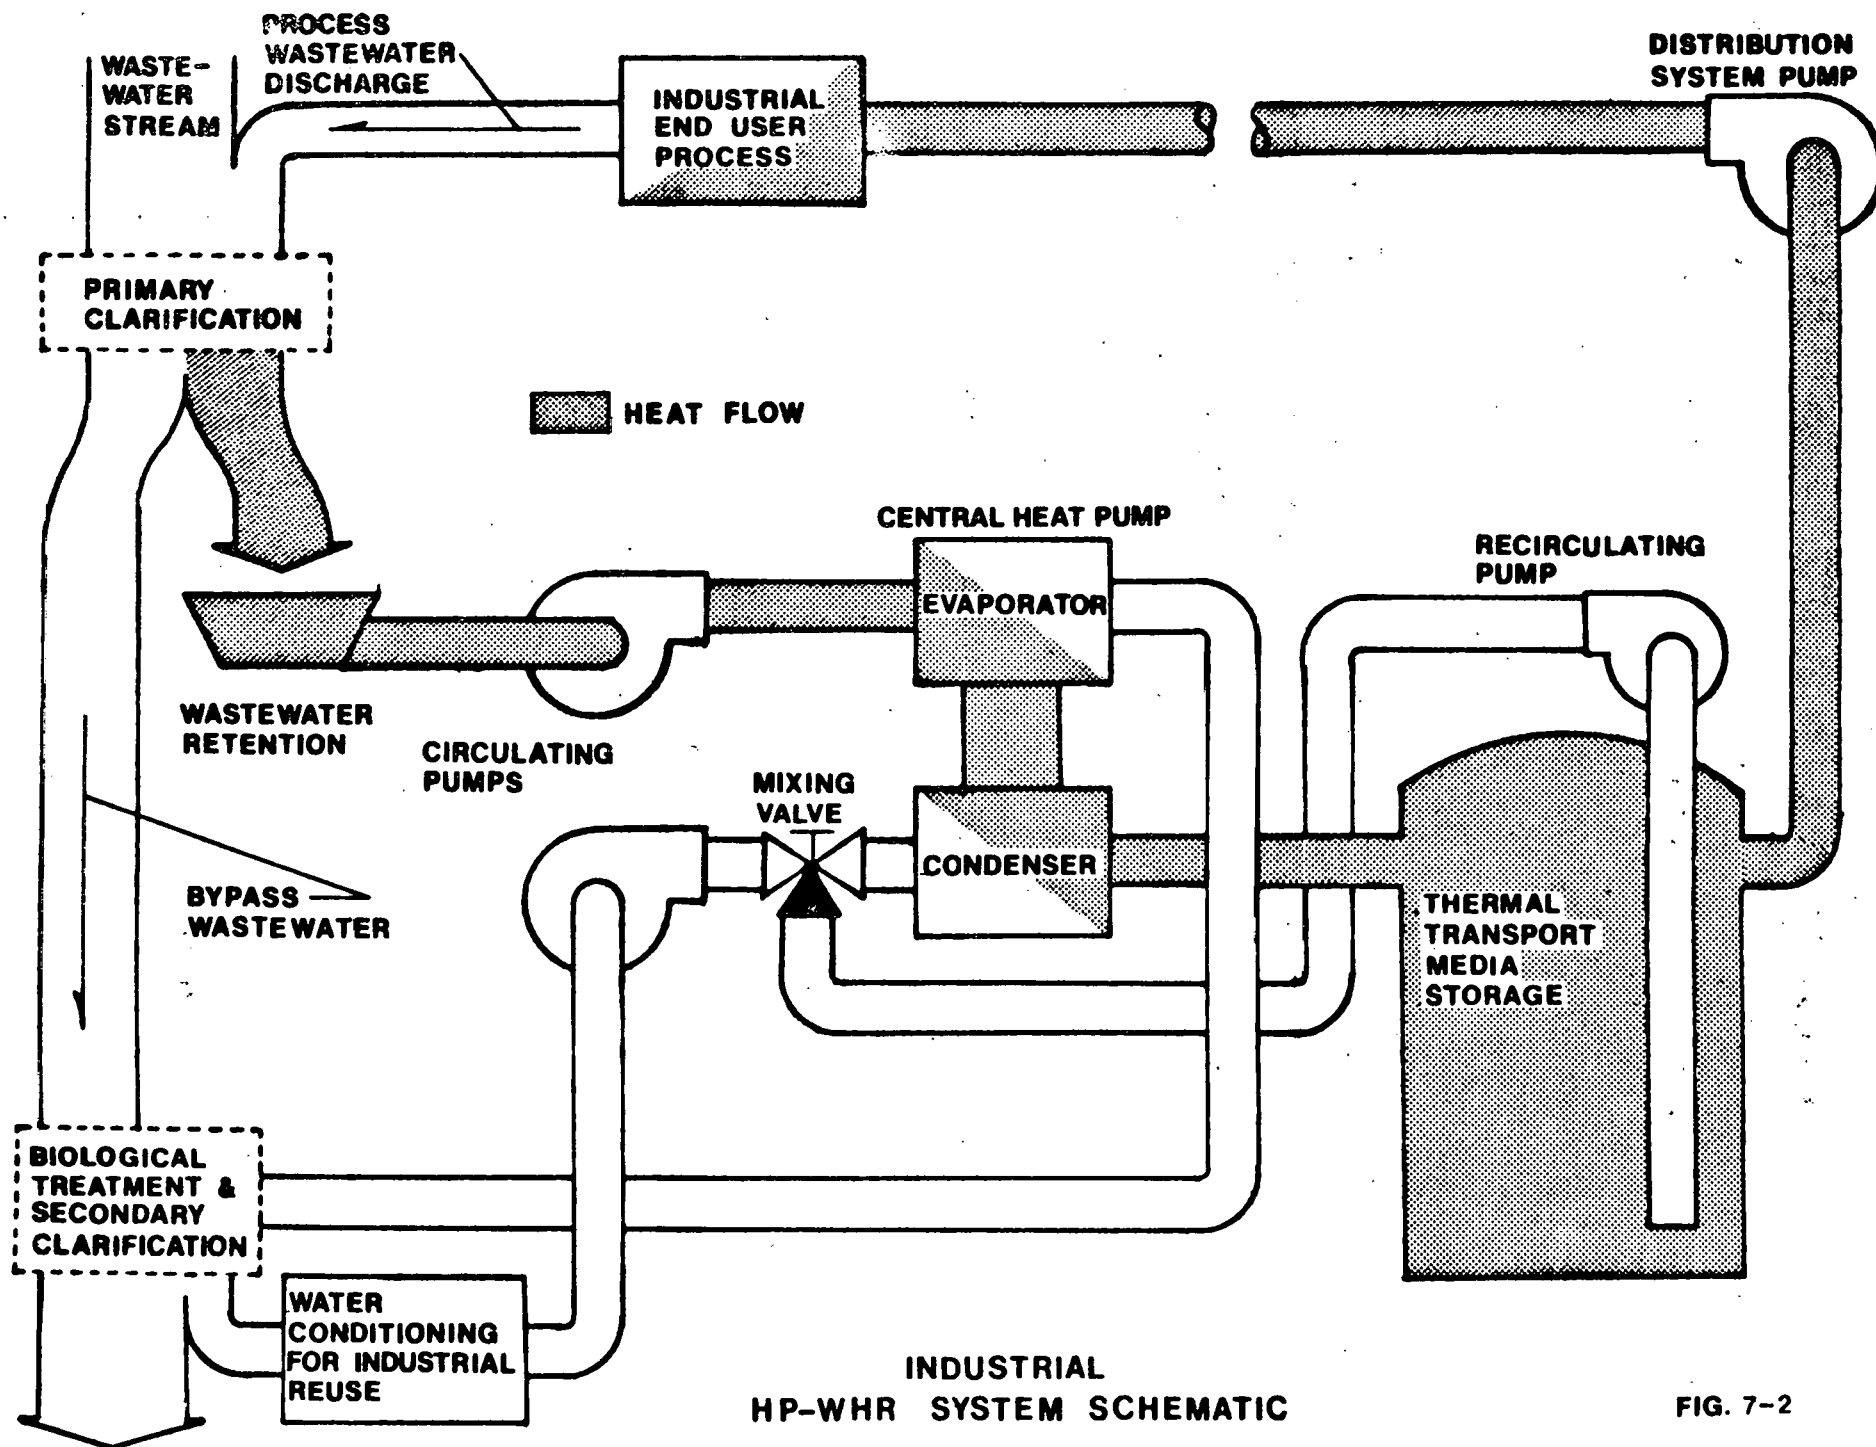 PROCESS
WASTEWATER
DISCHARGE
WASTE-
WATER
STREAM
INDUSTRIAL
END USER
PROCESS
DISTRIBUTION
SYSTEM PUMP
PRIMARY
CLARIFICATION
HEAT FLOW
CENTRAL HEAT PUMP
EVAPORATOR
RECIRCULATING
PUMP
WASTEWATER
RETENTION
CIRCULATING
PUMPS
MIXING
VALVE
CONDENSER
BYPASS
WASTEWATER
THERMAL
TRANSPORT
MEDIA
STORAGE
BIOLOGICAL
TREATMENT &
SECONDARY
CLARIFICATION
WATER
CONDITIONING
FOR INDUSTRIAL
REUSE
INDUSTRIAL
HP-WHR SYSTEM SCHEMATIC
FIG. 7-2